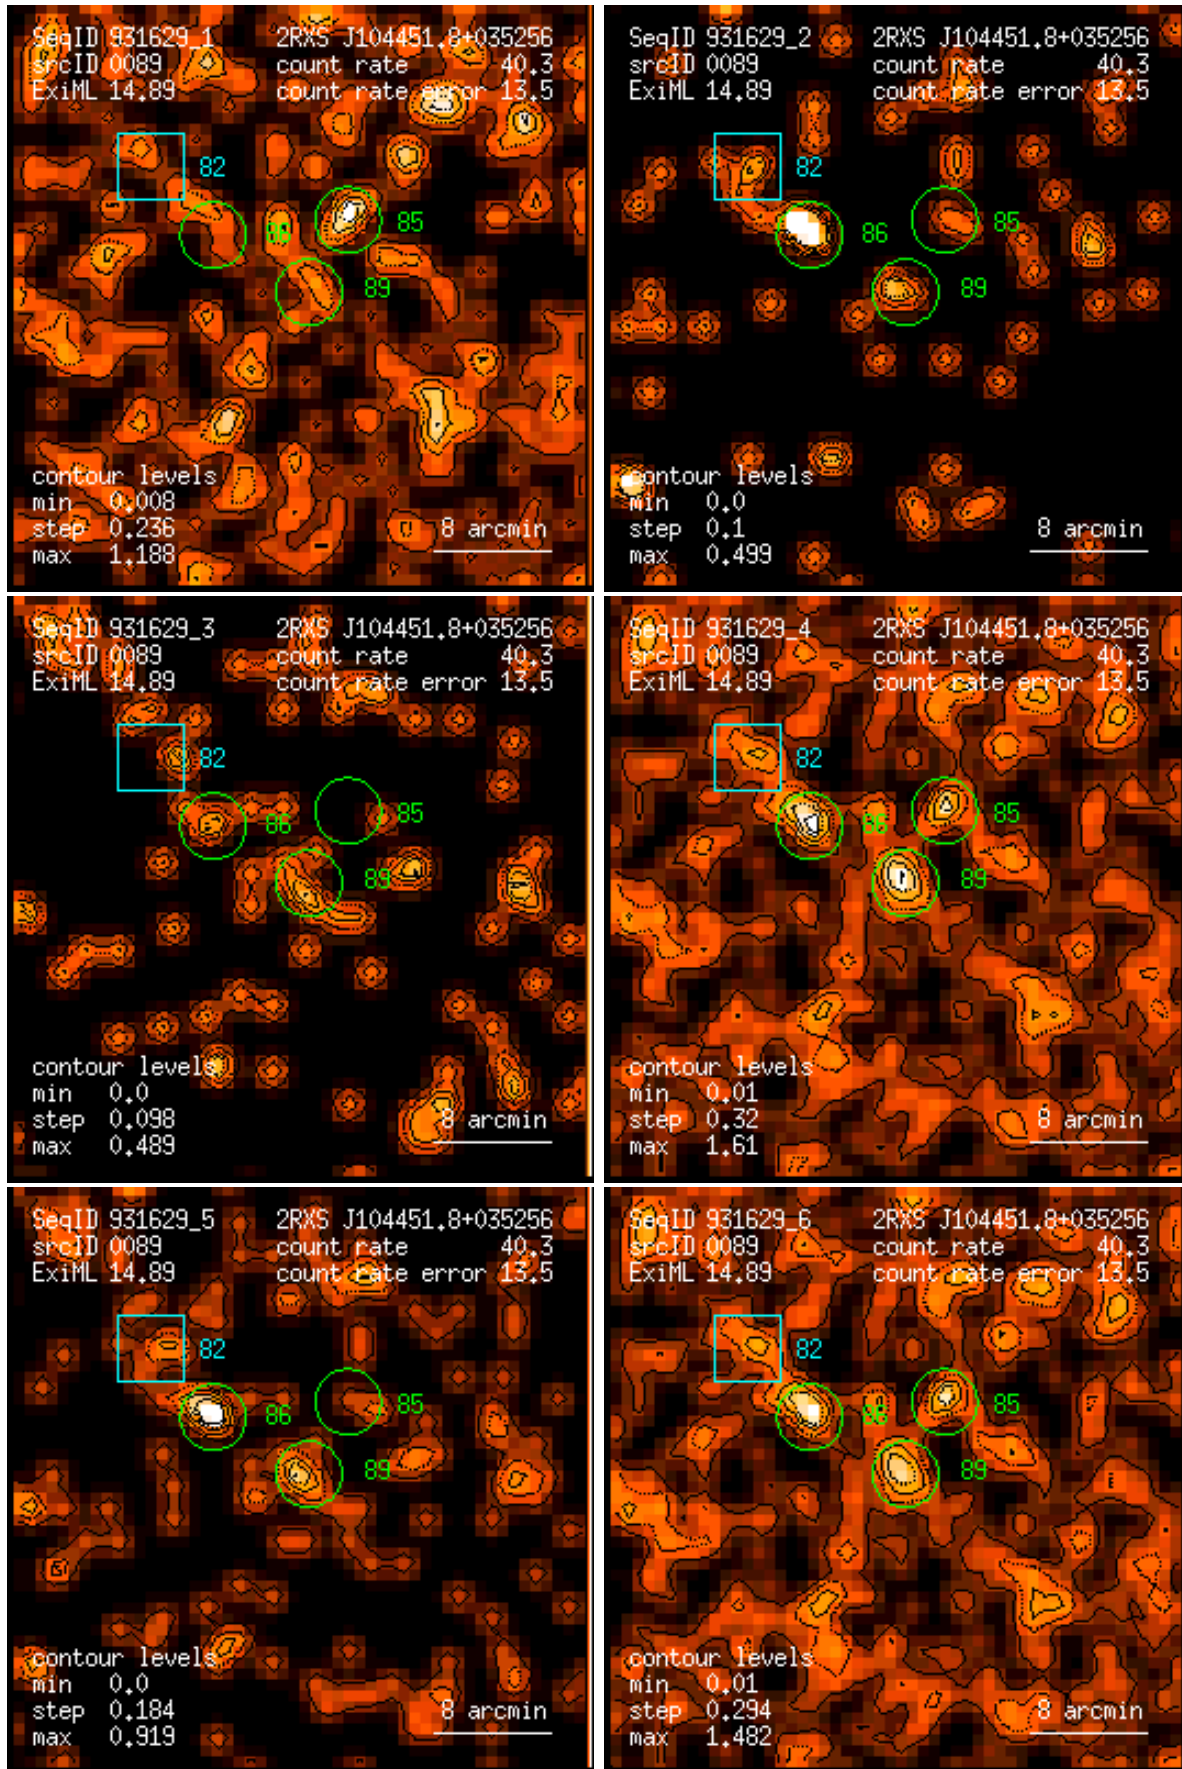 SeqID 931629_1 2RXS J104451.8+035256
srcID 0089 count rate 40.3
ExiML 14.89 count rate error 13.5
82
85
86
89
contour levels
min 0.008
step 0.236
max 1.188
8 arcmin
SeqID 931629_2 2RXS J104451.8+035256
srcID 0089 count rate 40.3
ExiML 14.89 count rate error 13.5
82
85
86
89
contour levels
min 0.0
step 0.1
max 0.499
8 arcmin
SeqID 931629_3 2RXS J104451.8+035256
srcID 0089 count rate 40.3
ExiML 14.89 count rate error 13.5
82
85
86
89
contour levels
min 0.0
step 0.098
max 0.489
8 arcmin
SeqID 931629_4 2RXS J104451.8+035256
srcID 0089 count rate 40.3
ExiML 14.89 count rate error 13.5
82
85
86
89
contour levels
min 0.01
step 0.32
max 1.61
8 arcmin
SeqID 931629_5 2RXS J104451.8+035256
srcID 0089 count rate 40.3
ExiML 14.89 count rate error 13.5
82
85
86
89
contour levels
min 0.0
step 0.184
max 0.919
8 arcmin
SeqID 931629_6 2RXS J104451.8+035256
srcID 0089 count rate 40.3
ExiML 14.89 count rate error 13.5
82
85
86
89
contour levels
min 0.01
step 0.294
max 1.482
8 arcmin